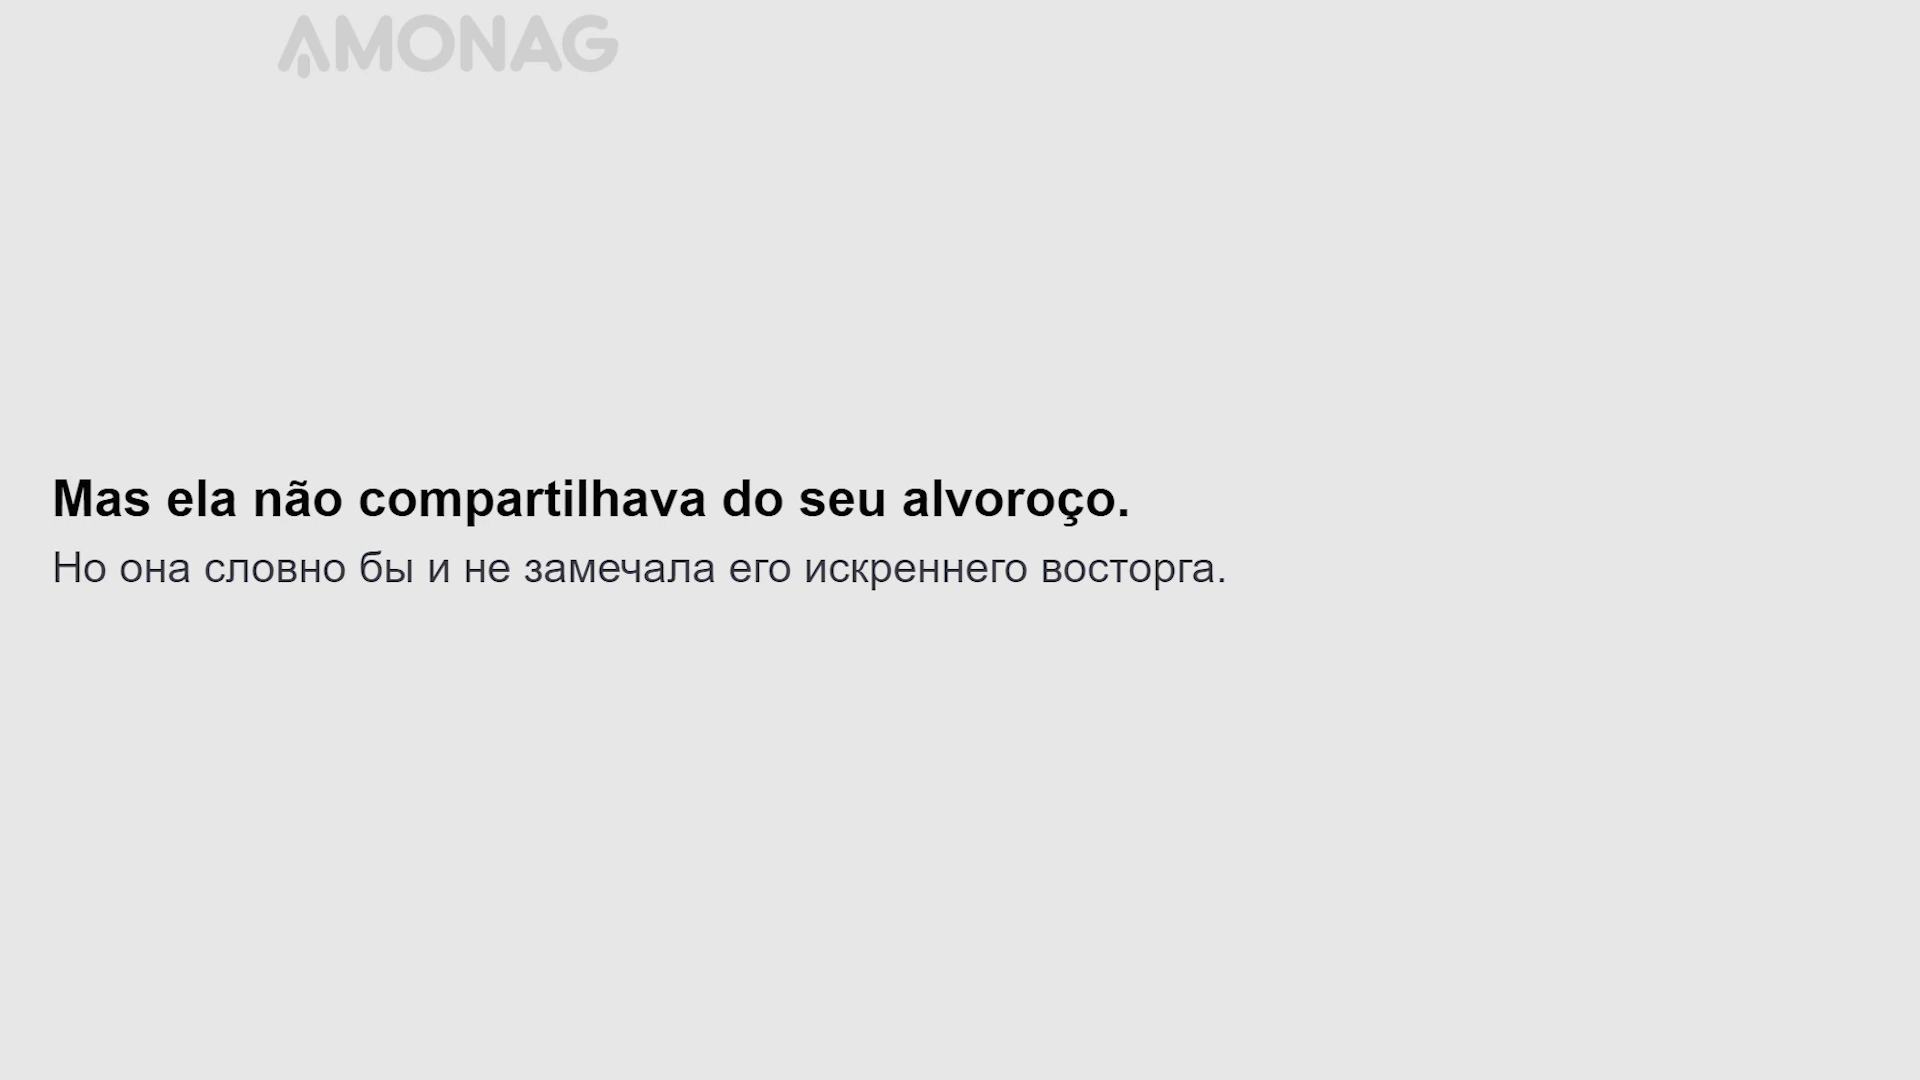 AMONAG
Mas ela não compartilhava do seu alvoroço.
Но она словно бы и не замечала его искреннего восторга.